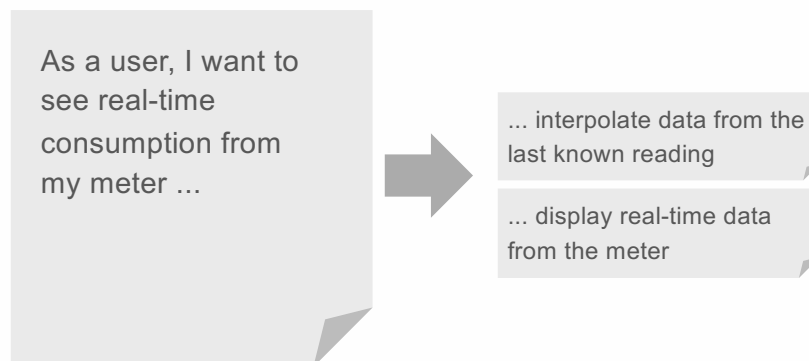 As a user, I want to
see real-time
consumption from
my meter ...
... interpolate data from the
last known reading
... display real-time data
from the meter